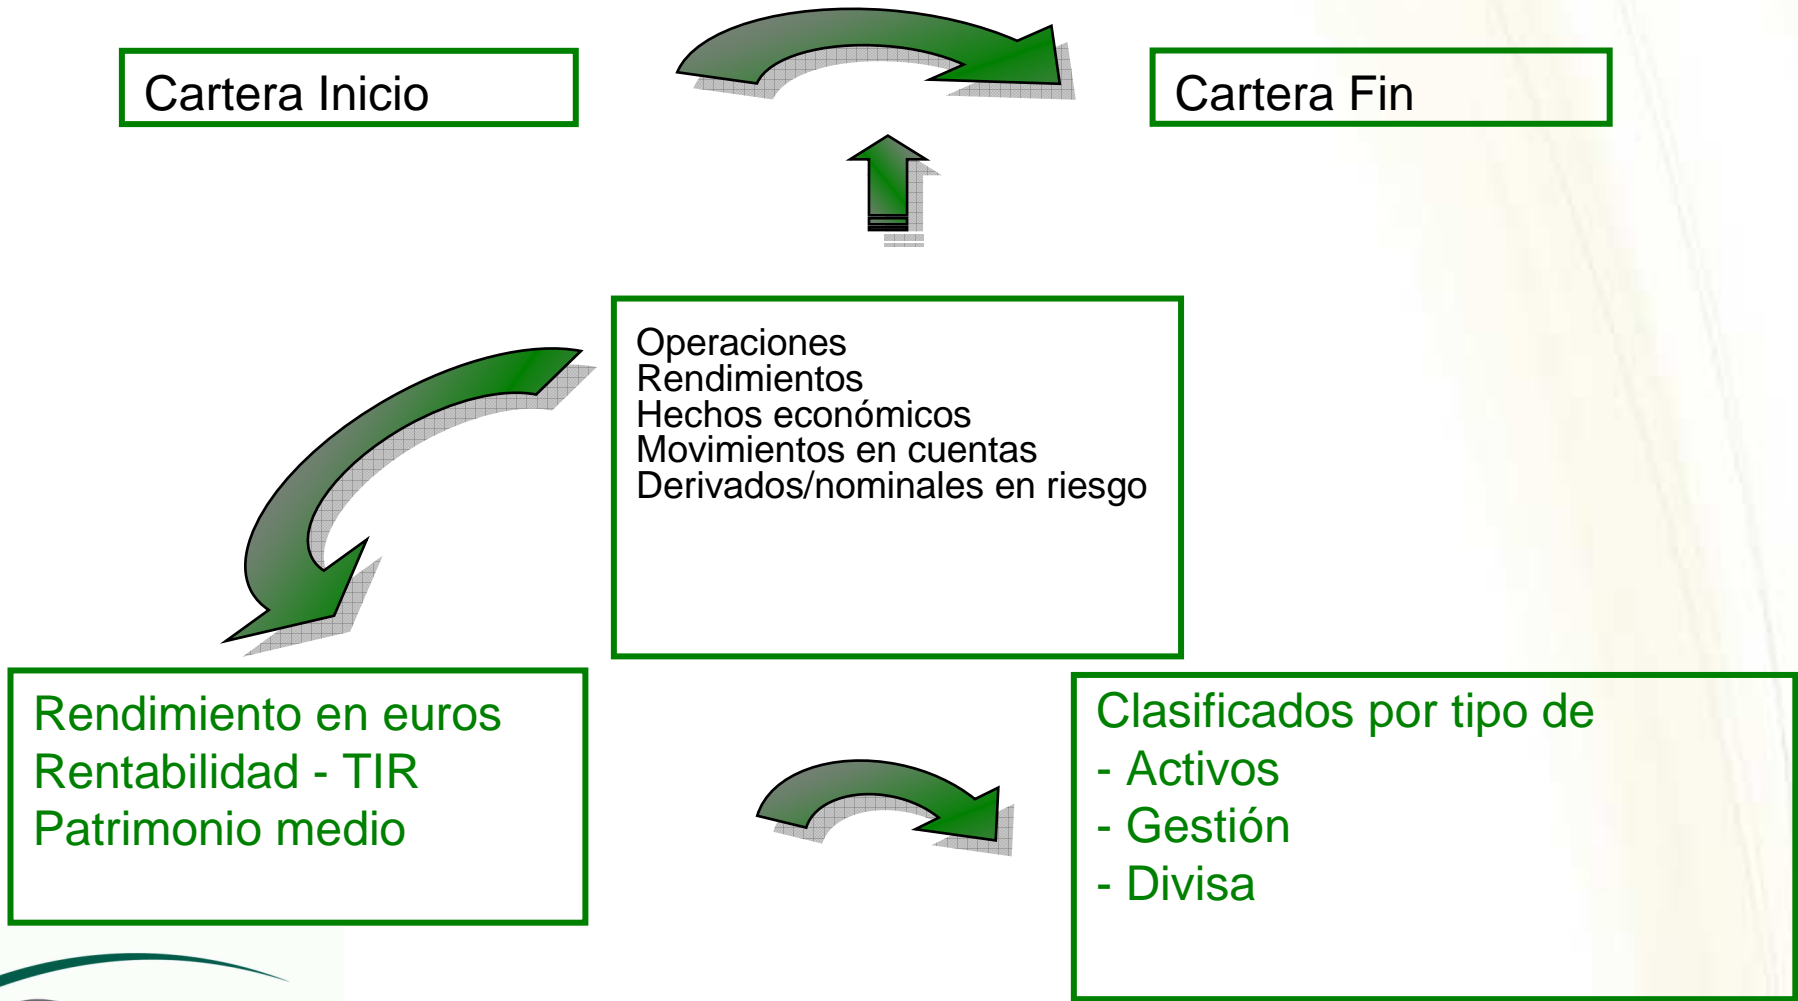 Cartera Inicio
Cartera Fin
Operaciones
Rendimientos
Hechos económicos
Movimientos en cuentas
Derivados/nominales en riesgo
Rendimiento en euros
Rentabilidad - TIR
Patrimonio medio
Clasificados por tipo de
- Activos
- Gestión
- Divisa